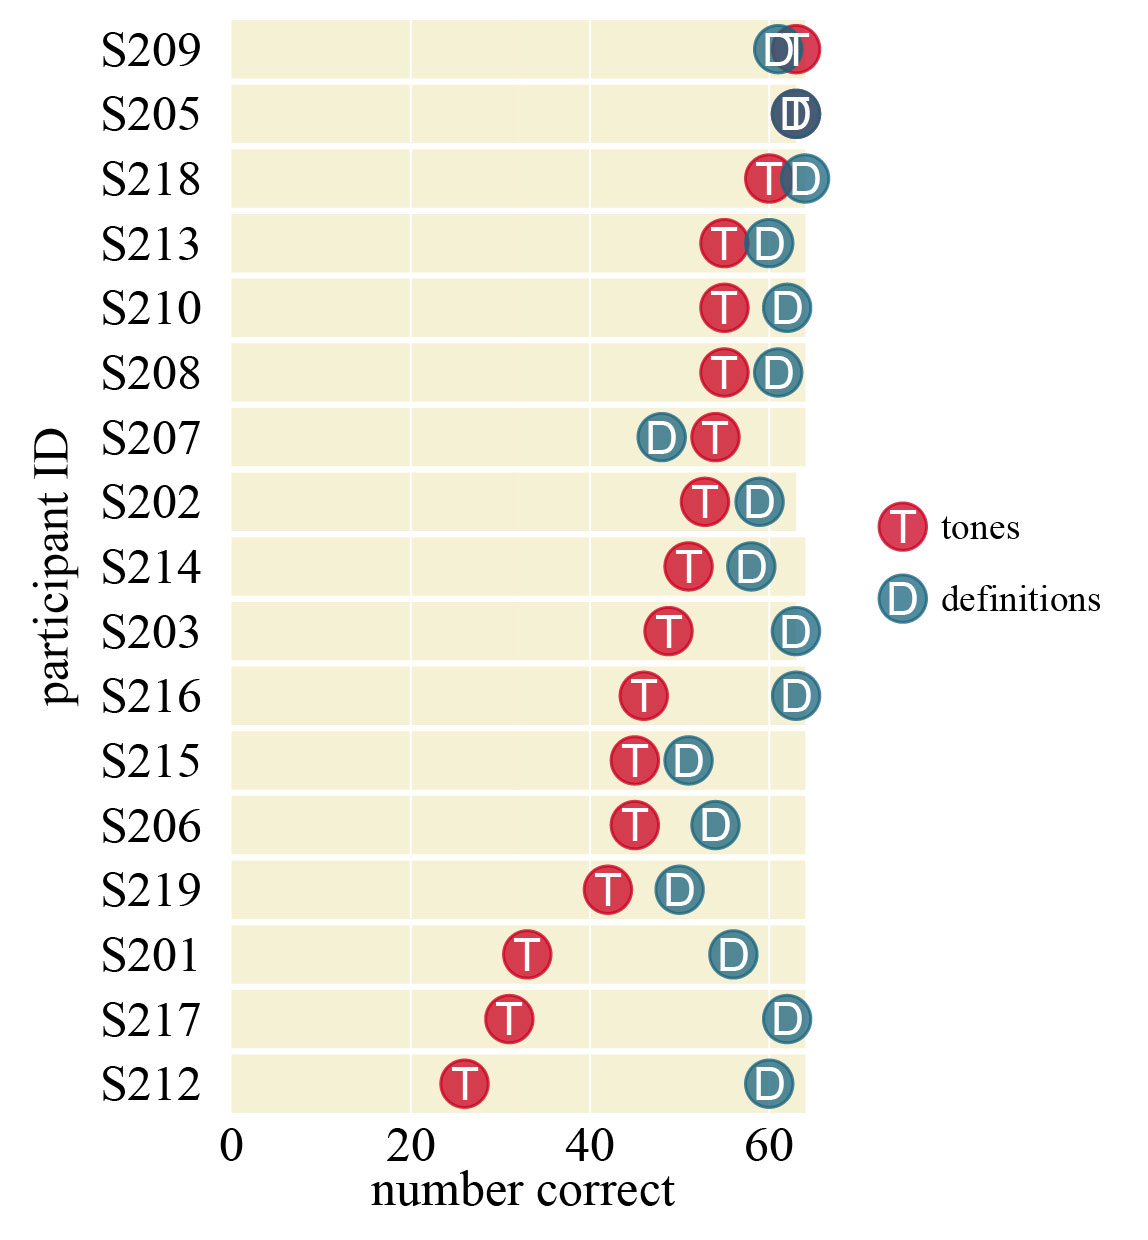 S209 D T
S205 T D
S218 T D
S213 T D
S210 T D
S208 T D
S207 D T
S202 T D
S214 T D
S203 T D
S216 T D
S215 T D
S206 T D
S219 T D
S201 T D
S217 T D
S212 T D
0 20 40 60
number correct
participant ID
T tones
D definitions